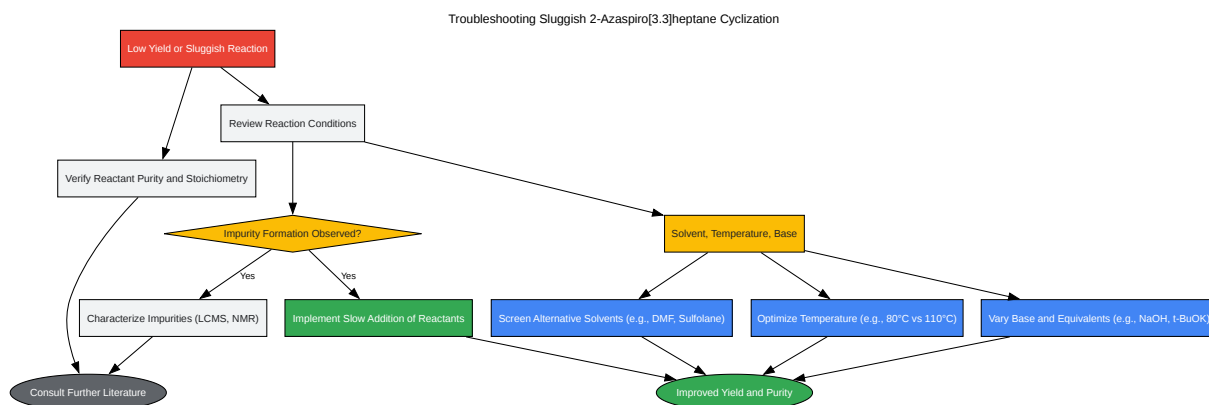 Troubleshooting Sluggish 2-Azaspiro[3.3]heptane Cyclization
Low Yield or Sluggish Reaction
Review Reaction Conditions
Verify Reactant Purity and Stoichiometry
Impurity Formation Observed?
Solvent, Temperature, Base
Yes
Yes
Characterize Impurities (LCMS, NMR)
Implement Slow Addition of Reactants
Screen Alternative Solvents (e.g., DMF, Sulfolane)
Optimize Temperature (e.g., 80°C vs 110°C)
Vary Base and Equivalents (e.g., NaOH, t-BuOK)
Consult Further Literature
Improved Yield and Purity